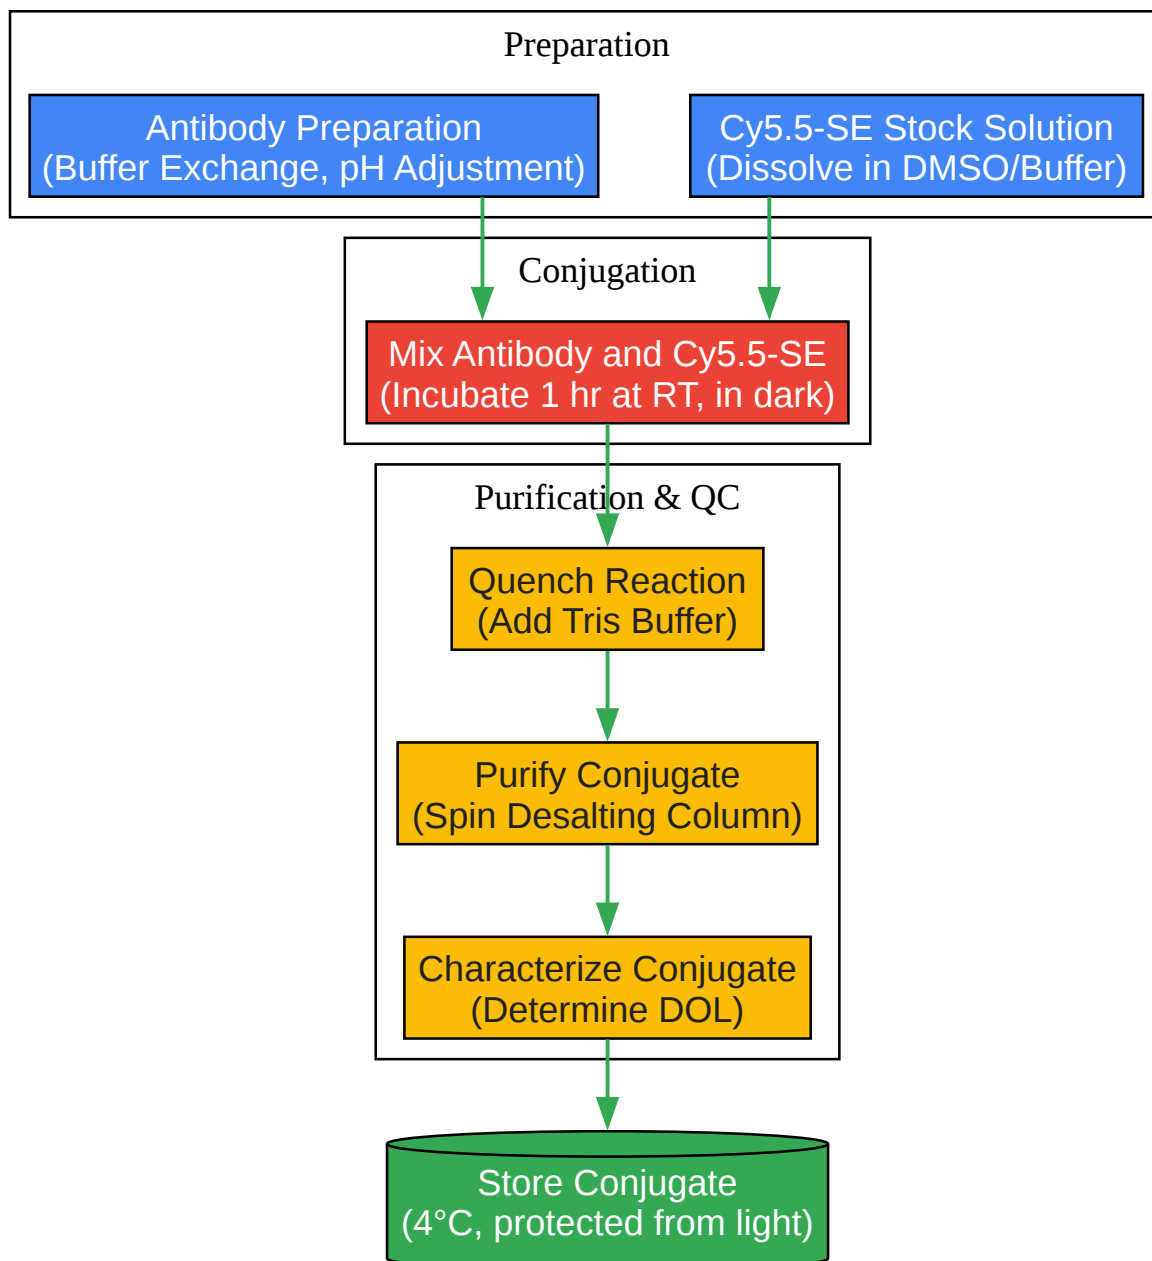 Preparation
Antibody Preparation
(Buffer Exchange, pH Adjustment)
Cy5.5-SE Stock Solution
(Dissolve in DMSO/Buffer)
Conjugation
Mix Antibody and Cy5.5-SE
(Incubate 1 hr at RT, in dark)
Purification & QC
Quench Reaction
(Add Tris Buffer)
Purify Conjugate
(Spin Desalting Column)
Characterize Conjugate
(Determine DOL)
Store Conjugate
(4°C, protected from light)